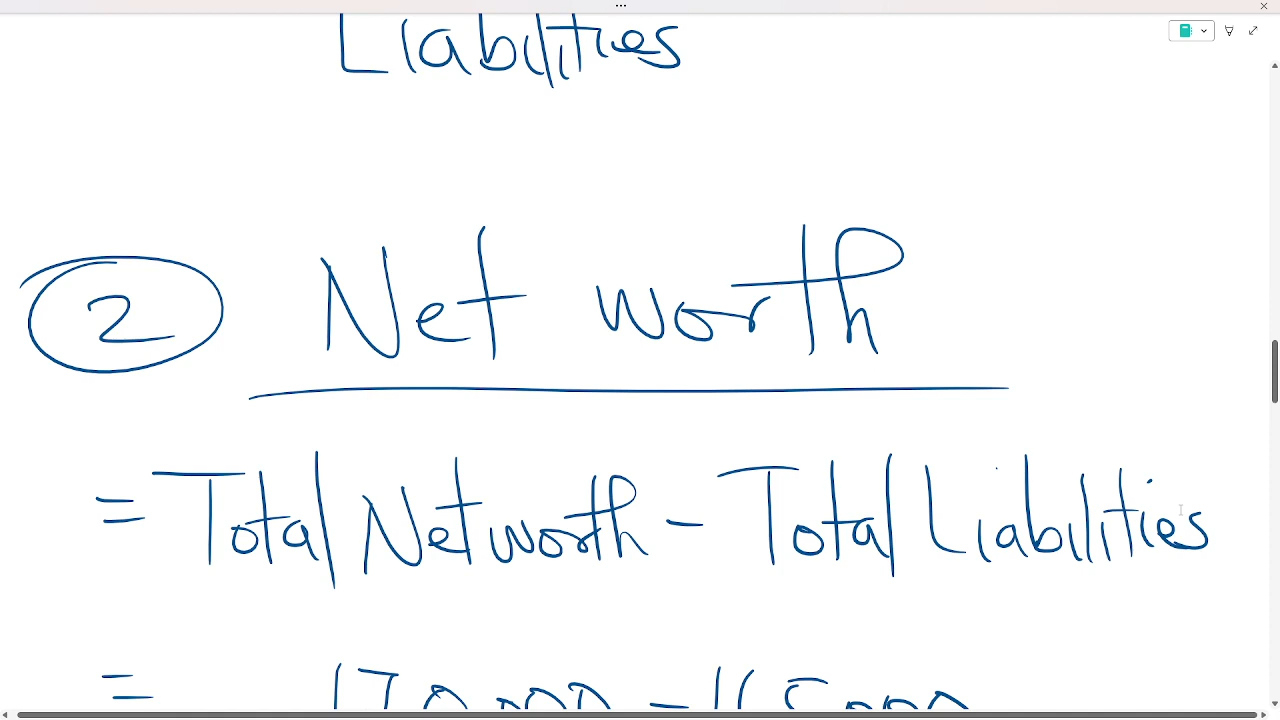 Liabilities
2 Net worth
= Total Networth - Total Liabilities
=